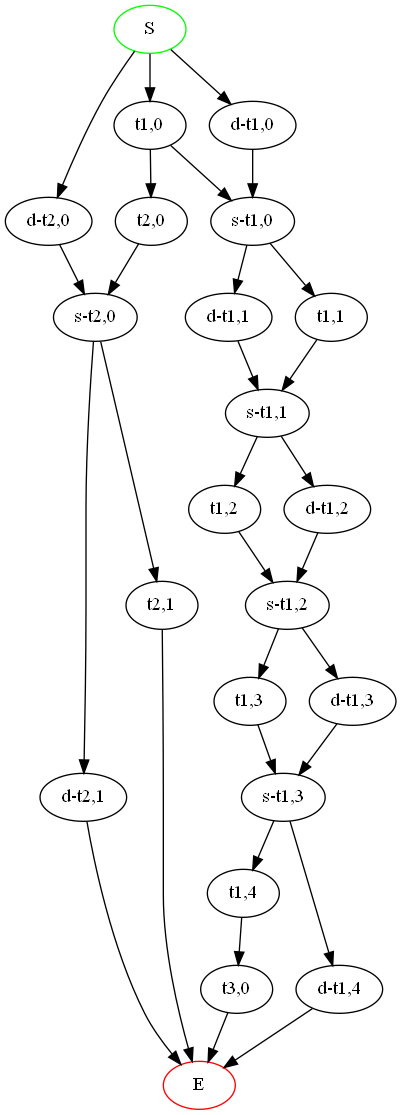 S
t1,0
d-t1,0
d-t2,0
t2,0
s-t1,0
s-t2,0
d-t1,1
t1,1
s-t1,1
t1,2
d-t1,2
t2,1
s-t1,2
t1,3
d-t1,3
d-t2,1
s-t1,3
t1,4
t3,0
d-t1,4
E